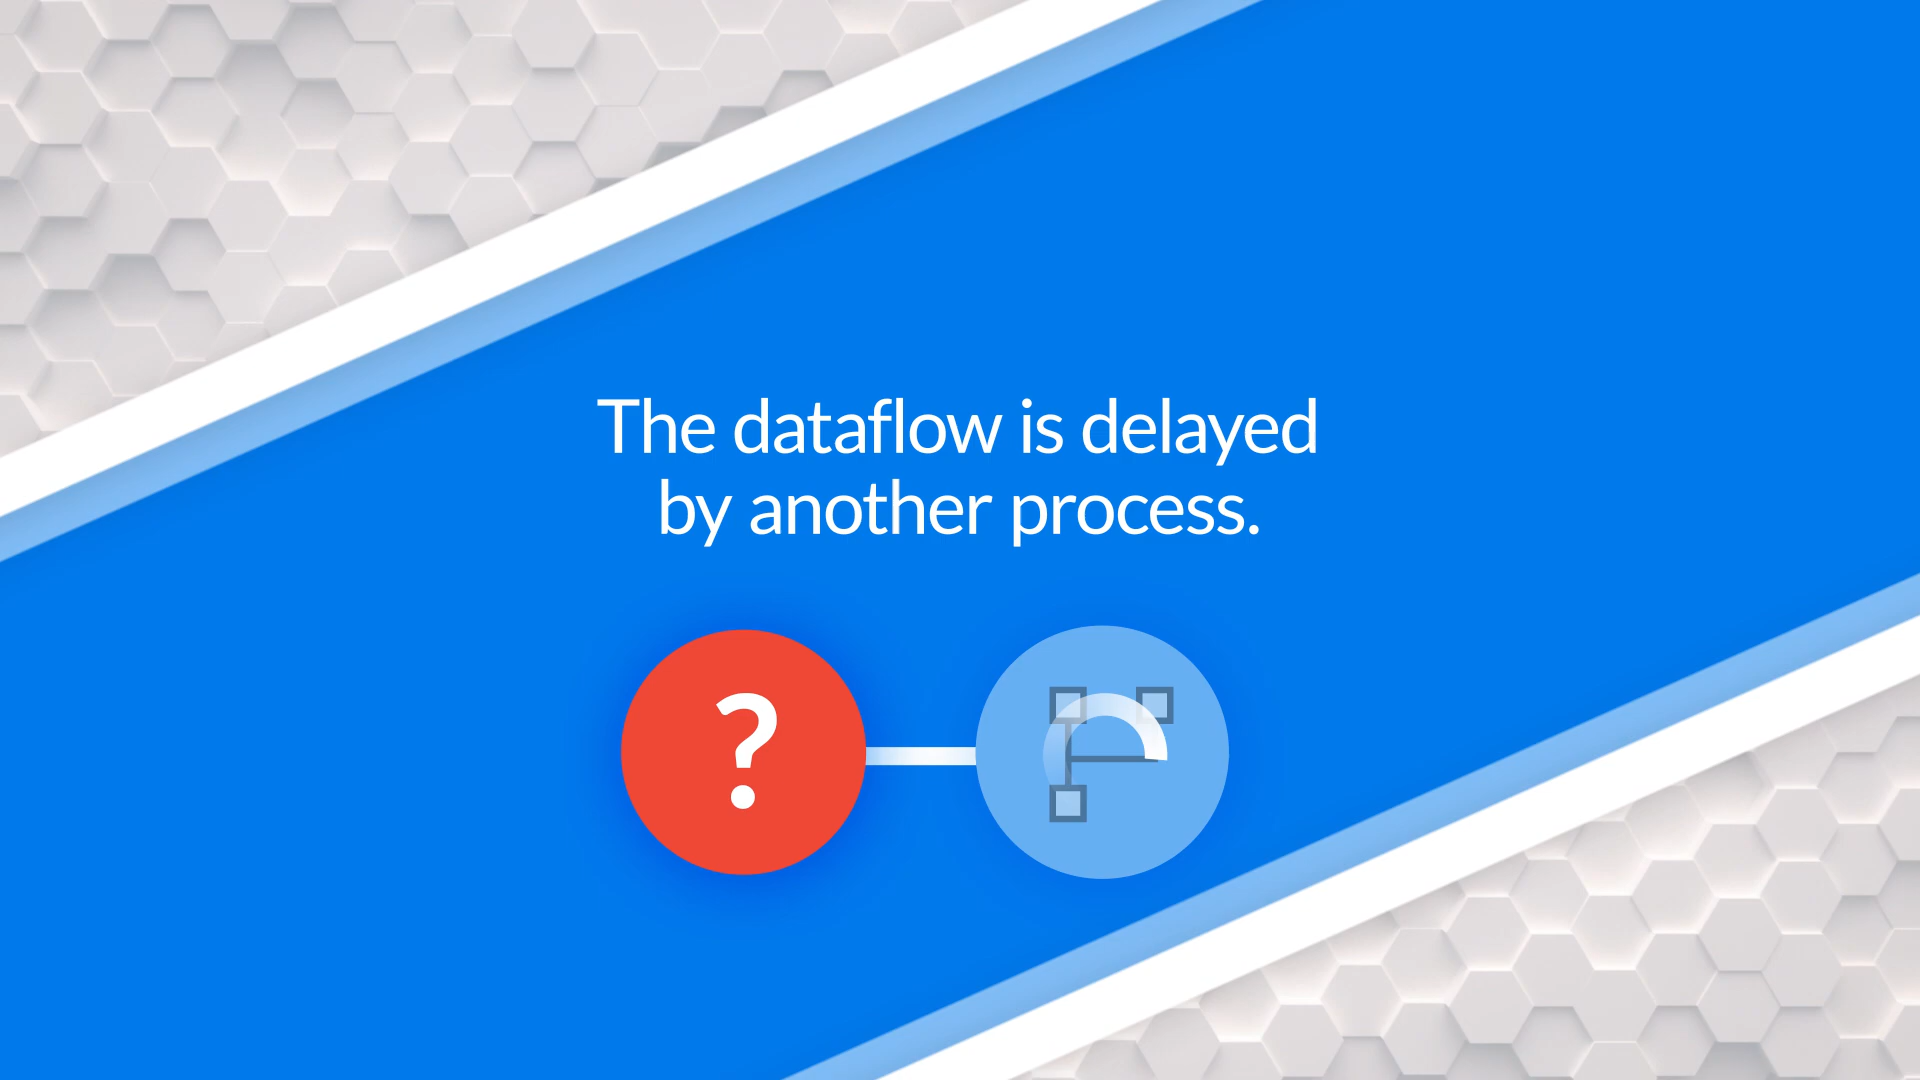 The dataflow is delayed
by another process.
?